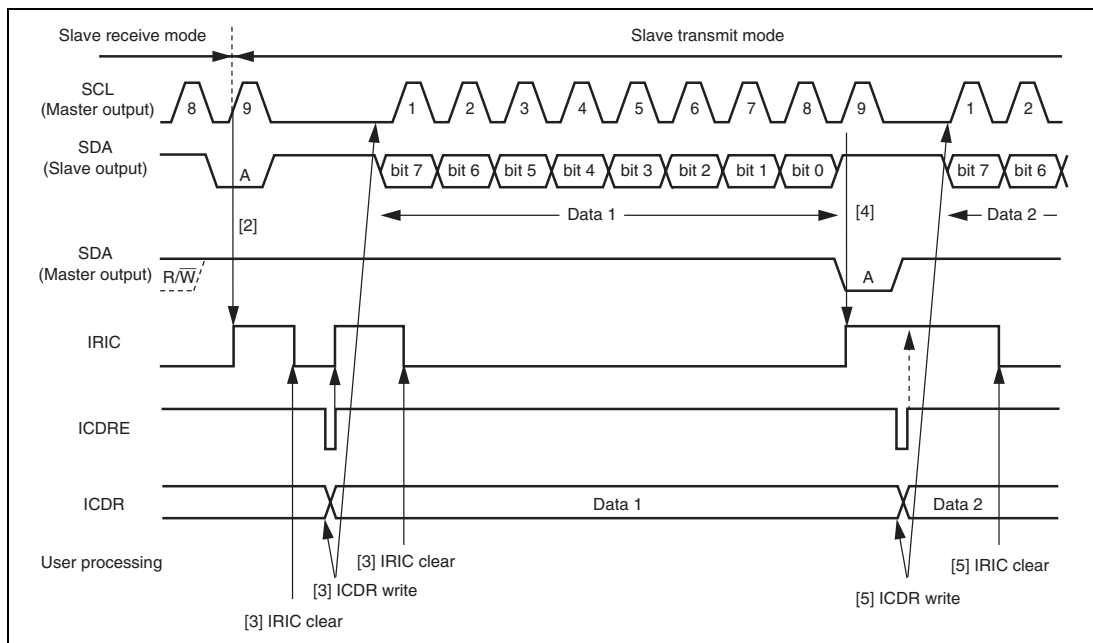 Slave receive mode
Slave transmit mode
SCL
(Master output)
8
9
1
2
3
4
5
6
7
8
9
1
2
SDA
(Slave output)
A
bit 7
bit 6
bit 5
bit 4
bit 3
bit 2
bit 1
bit 0
bit 7
bit 6
[2]
Data 1
[4]
Data 2
SDA
(Master output)
R/W̅
A
IRIC
ICDRE
ICDR
Data 1
Data 2
User processing
[3] IRIC clear
[5] IRIC clear
[3] ICDR write
[5] ICDR write
[3] IRIC clear